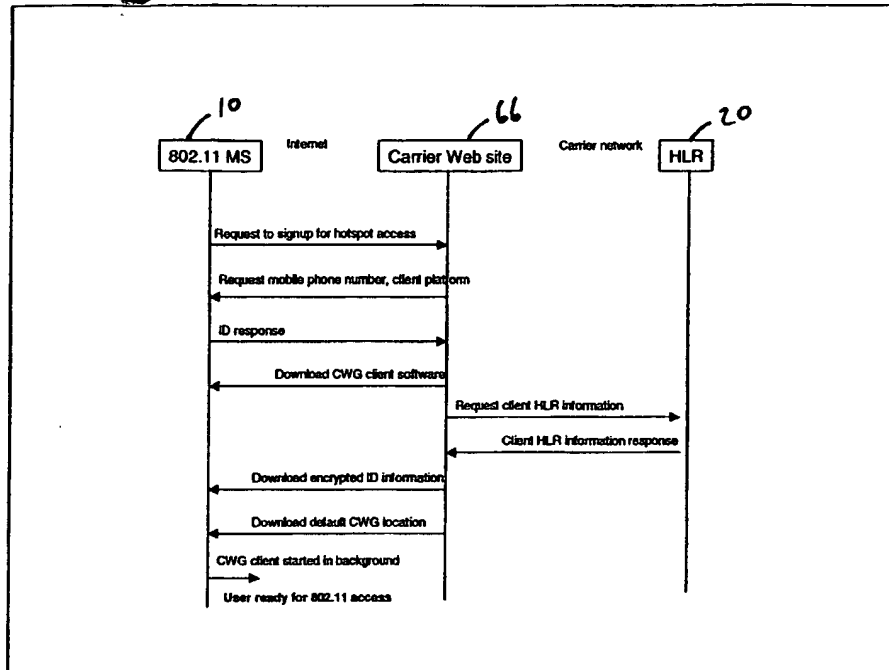 10
66
20
802.11 MS
Internet
Carrier Web site
Carrier network
HLR
Request to signup for hotspot access
Request mobile phone number, client platform
ID response
Download CWG client software
Request client HLR information
Client HLR information response
Download encrypted ID information
Download default CWG location
CWG client started in background
User ready for 802.11 access